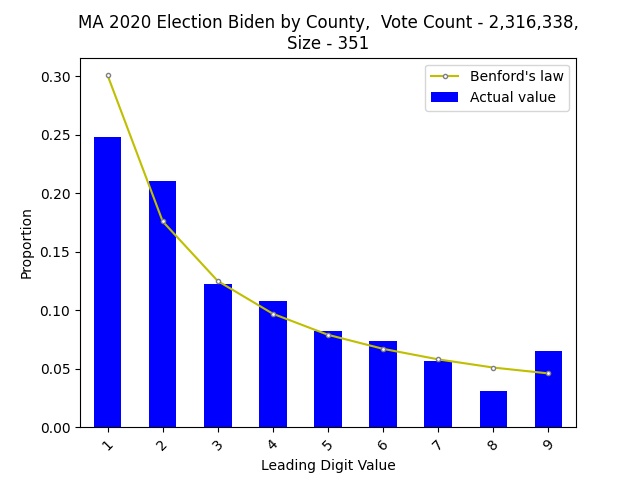 MA 2020 Election Biden by County,  Vote Count - 2,316,338,
Size - 351
Benford's law
Actual value
0.30
0.25
0.20
0.15
0.10
0.05
0.00
Proportion
1 2 3 4 5 6 7 8 9
Leading Digit Value